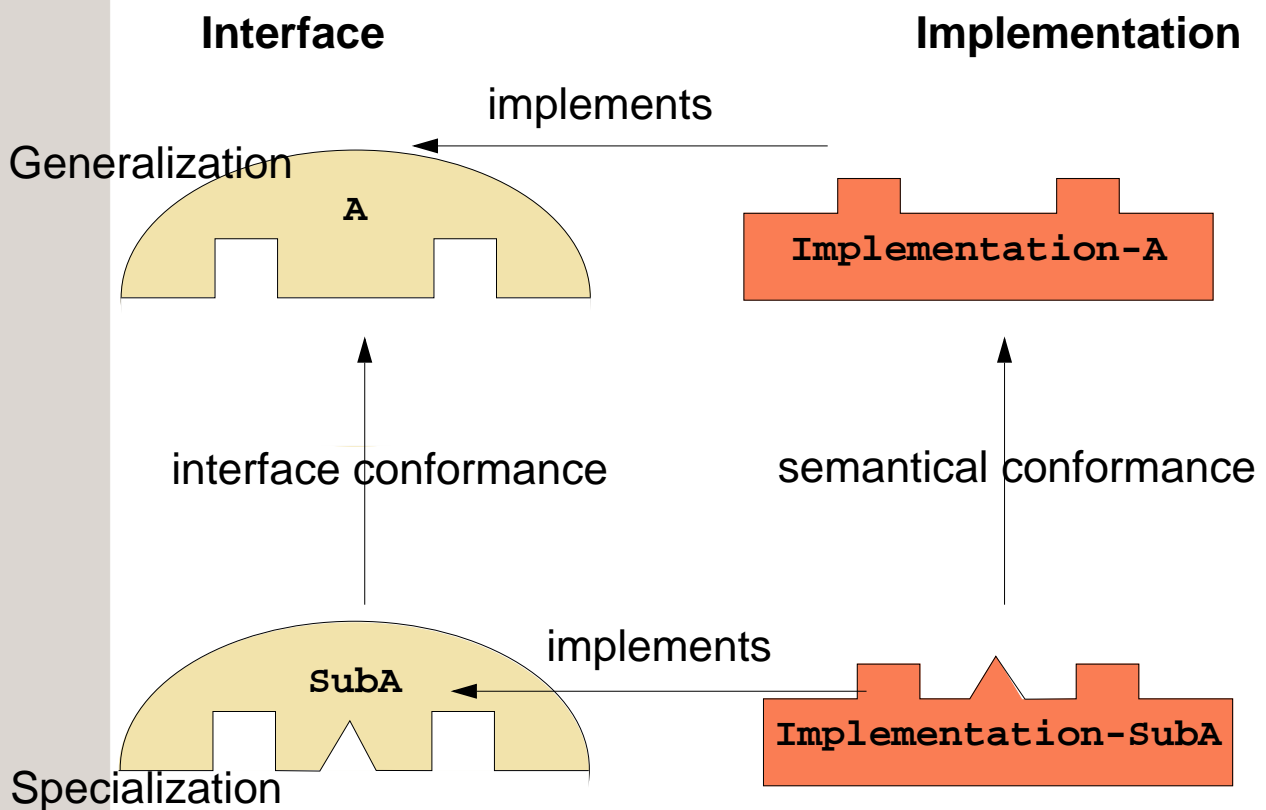 Interface
Implementation
implements
Generalization
A
Implementation-A
interface conformance
semantical conformance
implements
SubA
Implementation-SubA
Specialization